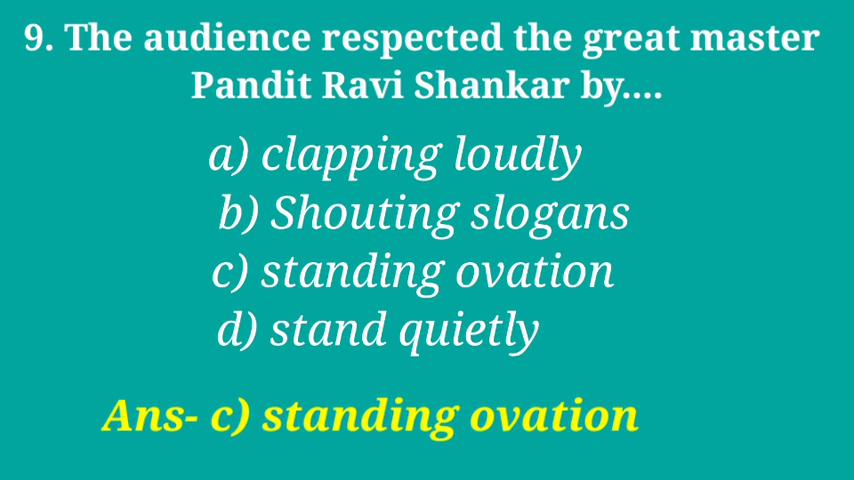 9. The audience respected the great master
Pandit Ravi Shankar by....
a) clapping loudly
b) Shouting slogans
c) standing ovation
d) stand quietly
Ans- c) standing ovation